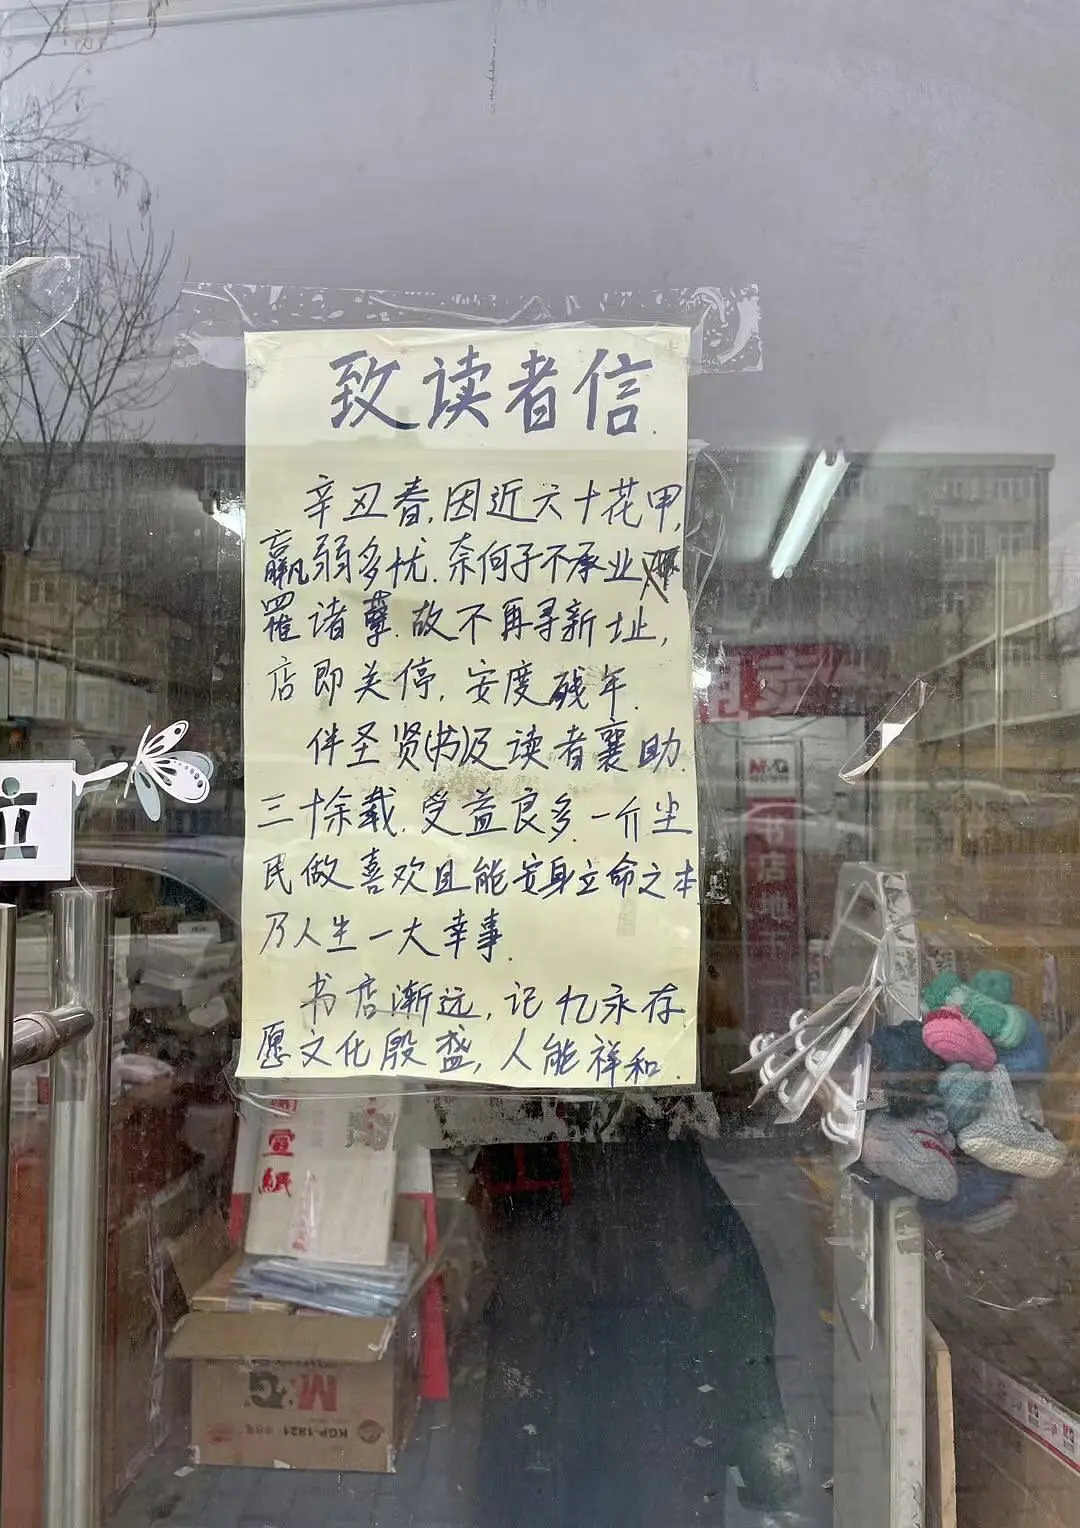 致读者信.
辛丑春,因近六十花甲,
羸弱多忧.奈何子不承业
罹诸孽.故不再寻新址,
店即关停,安度残年.
伴圣贤(书)及读者襄助.
三十余载.受益良多.一介尘
民做喜欢且能安身立命之本
乃人生一大幸事.
书店渐远,记忆永存.
愿文化殷盛,人能祥和.
宣紙
M&G
KGP-1821
书店地下一